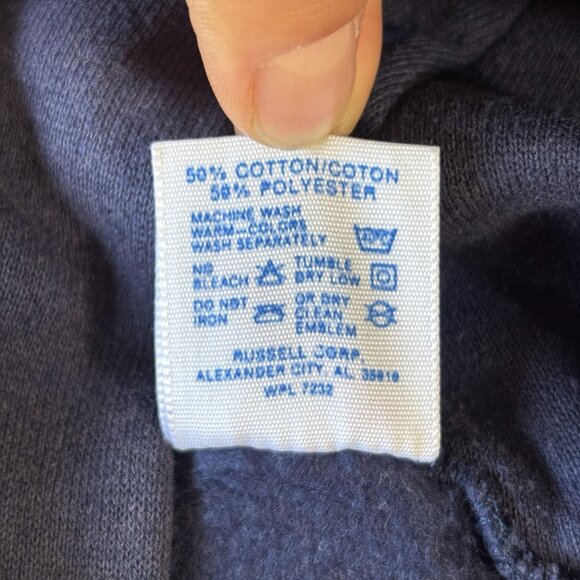 50% COTTON/COTON
50% POLYESTER
MACHINE WASH
WARM—COLORS
WASH SEPARATELY
NO
BLEACH
TUMBLE
DRY LOW
DO NOT
IRON
OR DRY
CLEAN
EMBLEM
RUSSELL CORP.
ALEXANDER CITY, AL. 35010
WPL 7232